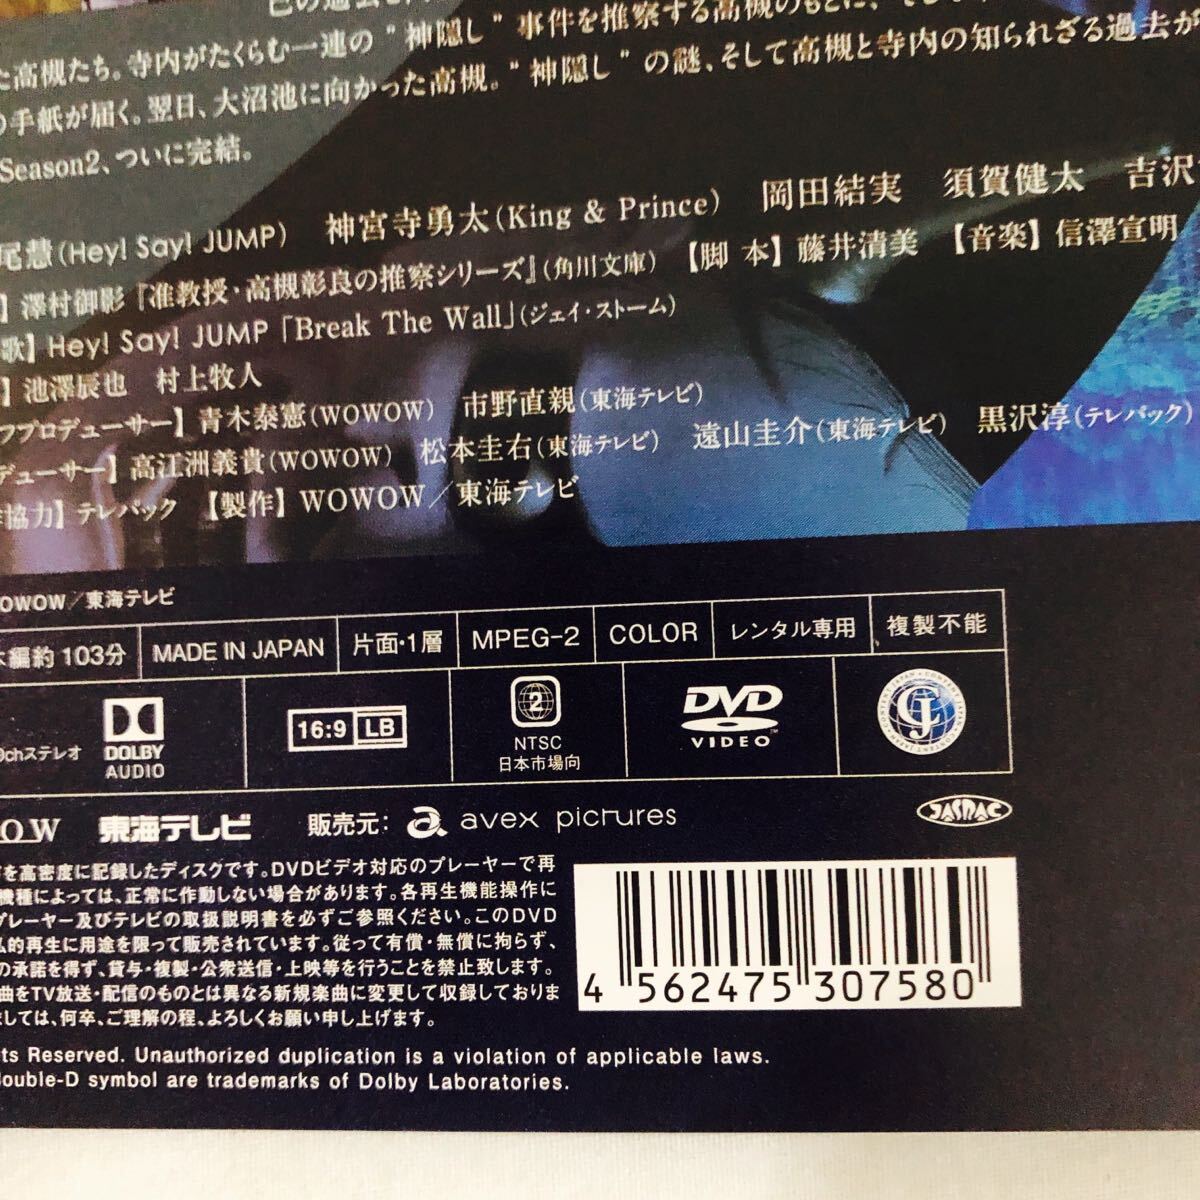 己の過去
た高槻たち。寺内がたくらむ一連の“神隠し”事件を推察する高槻のもとに、
の手紙が届く。翌日、大沼池に向かった高槻。“神隠し”の謎、そして高槻と寺内の知られざる過去が
Season2、ついに完結。
尾慧(Hey! Say! JUMP) 神宮寺勇太(King & Prince) 岡田結実 須賀健太 吉沢
】澤村御影『准教授・高槻彰良の推察シリーズ』(角川文庫) 【脚 本】藤井清美 【音楽】信澤宣明
歌】Hey! Say! JUMP「Break The Wall」(ジェイ・ストーム)
】池澤辰也 村上牧人
フプロデューサー】青木泰憲(WOWOW) 市野直親(東海テレビ)
デューサー】高江洲義貴(WOWOW) 松本圭右(東海テレビ) 遠山圭介(東海テレビ) 黒沢淳(テレパック)
協力】テレパック 【製作】WOWOW/東海テレビ
OWOW/東海テレビ
本編約103分 MADE IN JAPAN 片面・1層 MPEG-2 COLOR レンタル専用 複製不能
chステレオ DOLBY AUDIO 16:9 LB 2 NTSC 日本市場向 DVD VIDEO
OW 東海テレビ 販売元: avex pictures JASRAC
を高密度に記録したディスクです。DVDビデオ対応のプレーヤーで再
機種によっては、正常に作動しない場合があります。各再生機能操作に
プレーヤー及びテレビの取扱説明書を必ずご参照ください。このDVD
私的再生に用途を限って販売されています。従って有償・無償に拘らず、
の承諾を得ず、貸与・複製・公衆送信・上映等を行うことを禁止致します。
曲をTV放送・配信のものとは異なる新規楽曲に変更して収録しておりま
しては、何卒、ご理解の程、よろしくお願い申し上げます。
4 562475 307580
ts Reserved. Unauthorized duplication is a violation of applicable laws.
double-D symbol are trademarks of Dolby Laboratories.